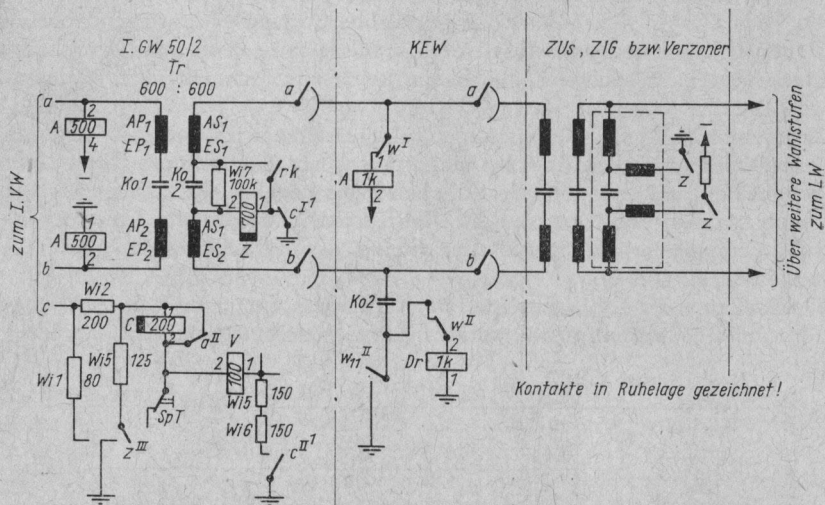 I. GW 50/2
KEW
ZUs, ZIG bzw. Verzoner
Tr
600 : 600
a
a
a
2
A 500
4
AP1
EP1
AS1
ES1
Ko1
Ko
2
Wi7
100k
rk
2
700
1
Z
c I 1
w I
1
A 1k
2
Z
Z
zum I. VW
1
A 500
2
AP2
EP2
AS1
ES2
b
b
b
c
Wi2
200
1
C 200
2
a II
V
2
100
1
Wi1
80
Wi5
125
SpT
Wi5
150
Wi6
150
Z III
c II 1
Ko2
w II
w 11 II
2
Dr 1k
1
Über weitere Wahlstufen
zum LW
Kontakte in Ruhelage gezeichnet!